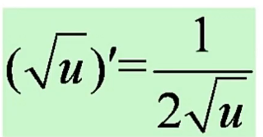 (√u)′ = 1/(2√u)